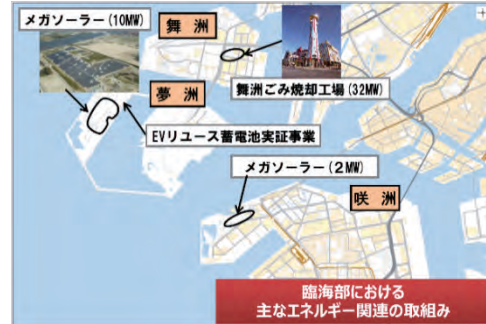 メガソーラー(10MW)
舞 洲
夢 洲
舞洲ごみ焼却工場(32MW)
EVリユース蓄電池実証事業
メガソーラー(2MW)
咲 洲
臨海部における
主なエネルギー関連の取組み